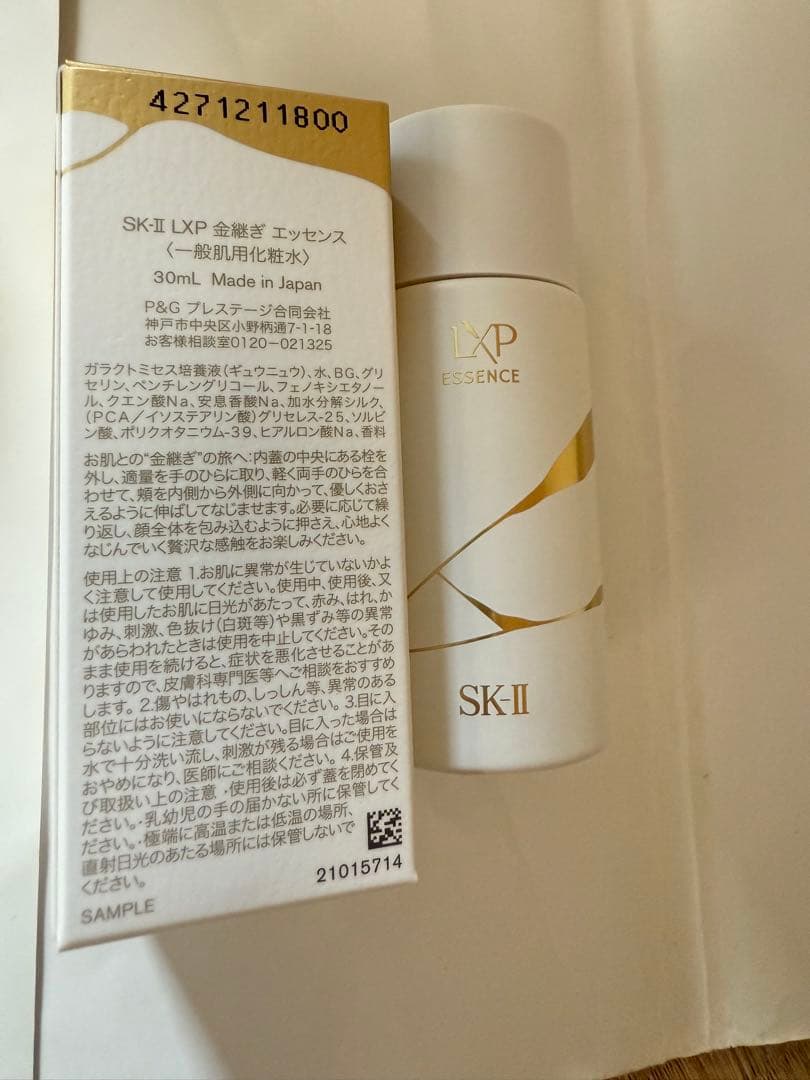 4271211800
SK-II LXP 金継ぎ エッセンス
〈一般肌用化粧水〉
30mL Made in Japan
P&G プレステージ合同会社
神戸市中央区小野柄通7-1-18
お客様相談室0120-021325
ガラクトミセス培養液(ギュウニュウ)、水、BG、グリ
セリン、ペンチレングリコール、フェノキシエタノー
ル、クエン酸Na、安息香酸Na、加水分解シルク、
(PCA/イソステアリン酸)グリセレス-25、ソルビ
ン酸、ポリクオタニウム-39、ヒアルロン酸Na、香料
お肌との“金継ぎ”の旅へ:内蓋の中央にある栓を
外し、適量を手のひらに取り、軽く両手のひらを合
わせて、頬を内側から外側に向かって、優しくおさ
えるように伸ばしてなじませます。必要に応じて繰
り返し、顔全体を包み込むように押さえ、心地よく
なじんでいく贅沢な感触をお楽しみください。
使用上の注意 1.お肌に異常が生じていないかよ
く注意して使用してください。使用中、使用後、又
は使用したお肌に日光があたって、赤み、はれ、か
ゆみ、刺激、色抜け(白斑等)や黒ずみ等の異常
があらわれたときは使用を中止してください。その
まま使用を続けると、症状を悪化させることがあ
りますので、皮膚科専門医等へご相談をおすすめ
します。 2.傷やはれもの、しっしん等、異常のある
部位にはお使いにならないでください。 3.目に入
らないように注意してください。目に入った場合は
水で十分洗い流し、刺激が残る場合はご使用を
おやめになり、医師にご相談ください。 4.保管及
び取扱い上の注意 ・使用後は必ず蓋を閉めてく
ださい。・乳幼児の手の届かない所に保管してく
ださい。・極端に高温または低温の場所、
直射日光のあたる場所には保管しないで
ください。
21015714
SAMPLE
LXP
ESSENCE
SK-II